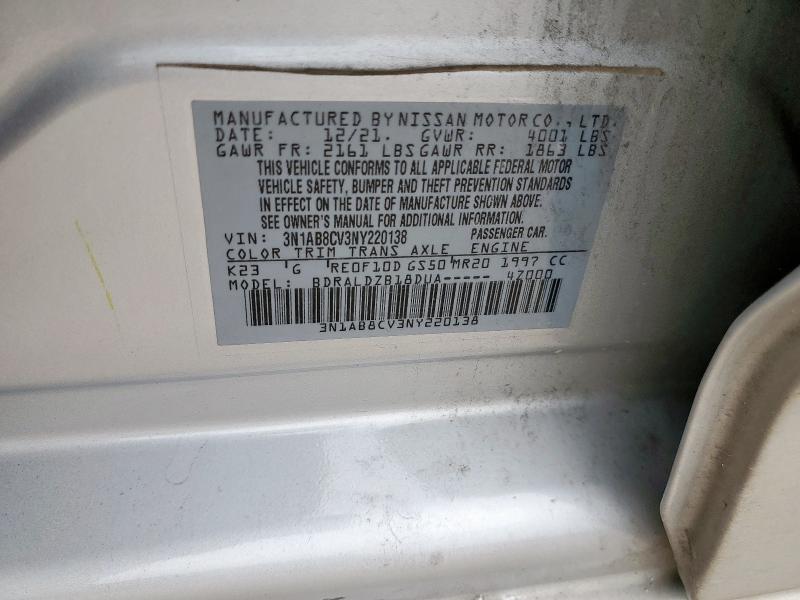 MANUFACTURED BY NISSAN MOTOR CO., LTD.
DATE: 12/21. GVWR: 4001 LBS
GAWR FR: 2161 LBS GAWR RR: 1863 LBS
THIS VEHICLE CONFORMS TO ALL APPLICABLE FEDERAL MOTOR
VEHICLE SAFETY, BUMPER AND THEFT PREVENTION STANDARDS
IN EFFECT ON THE DATE OF MANUFACTURE SHOWN ABOVE.
SEE OWNER'S MANUAL FOR ADDITIONAL INFORMATION.
VIN: 3N1AB8CV3NY220138 PASSENGER CAR.
COLOR TRIM TRANS AXLE ENGINE
K23 G RE0F10D GS50 MR20 1997 CC
MODEL: BDRALDZB18DUA----- 4Z000
3N1AB8CV3NY220138